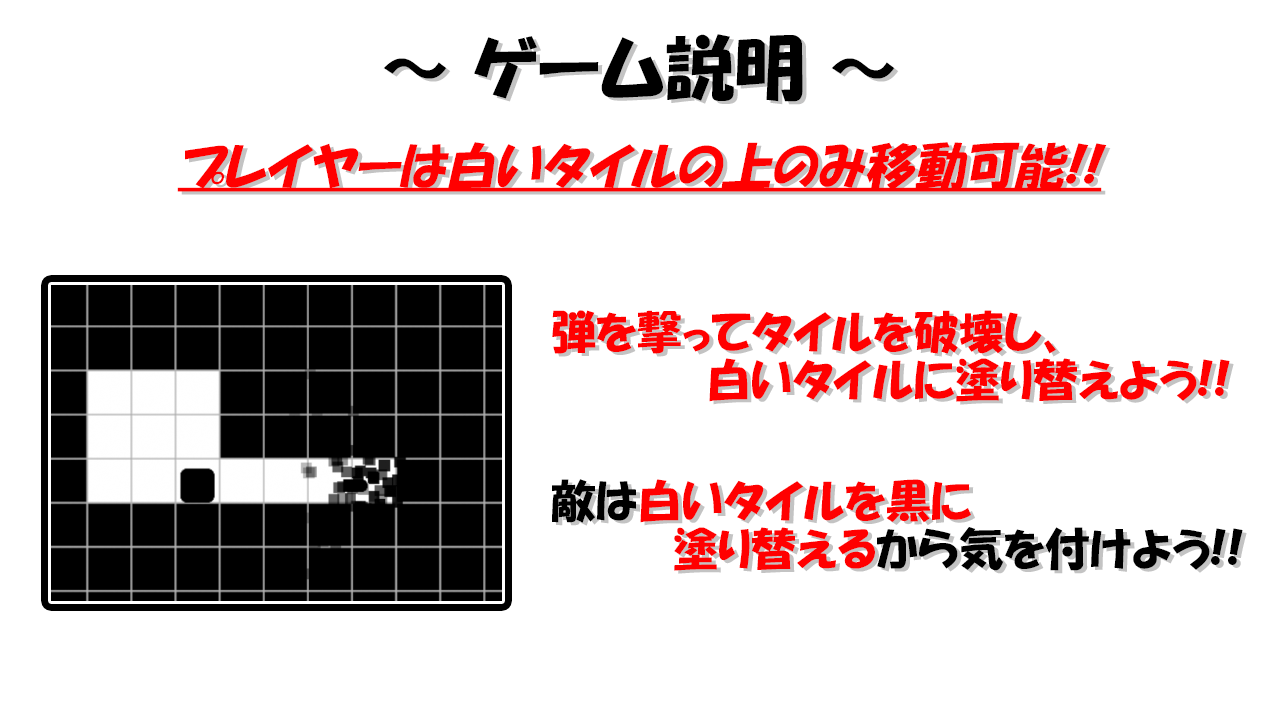 ～ ゲーム説明 ～
プレイヤーは白いタイルの上のみ移動可能!!
弾を撃ってタイルを破壊し、
白いタイルに塗り替えよう!!
敵は白いタイルを黒に
塗り替えるから気を付けよう!!